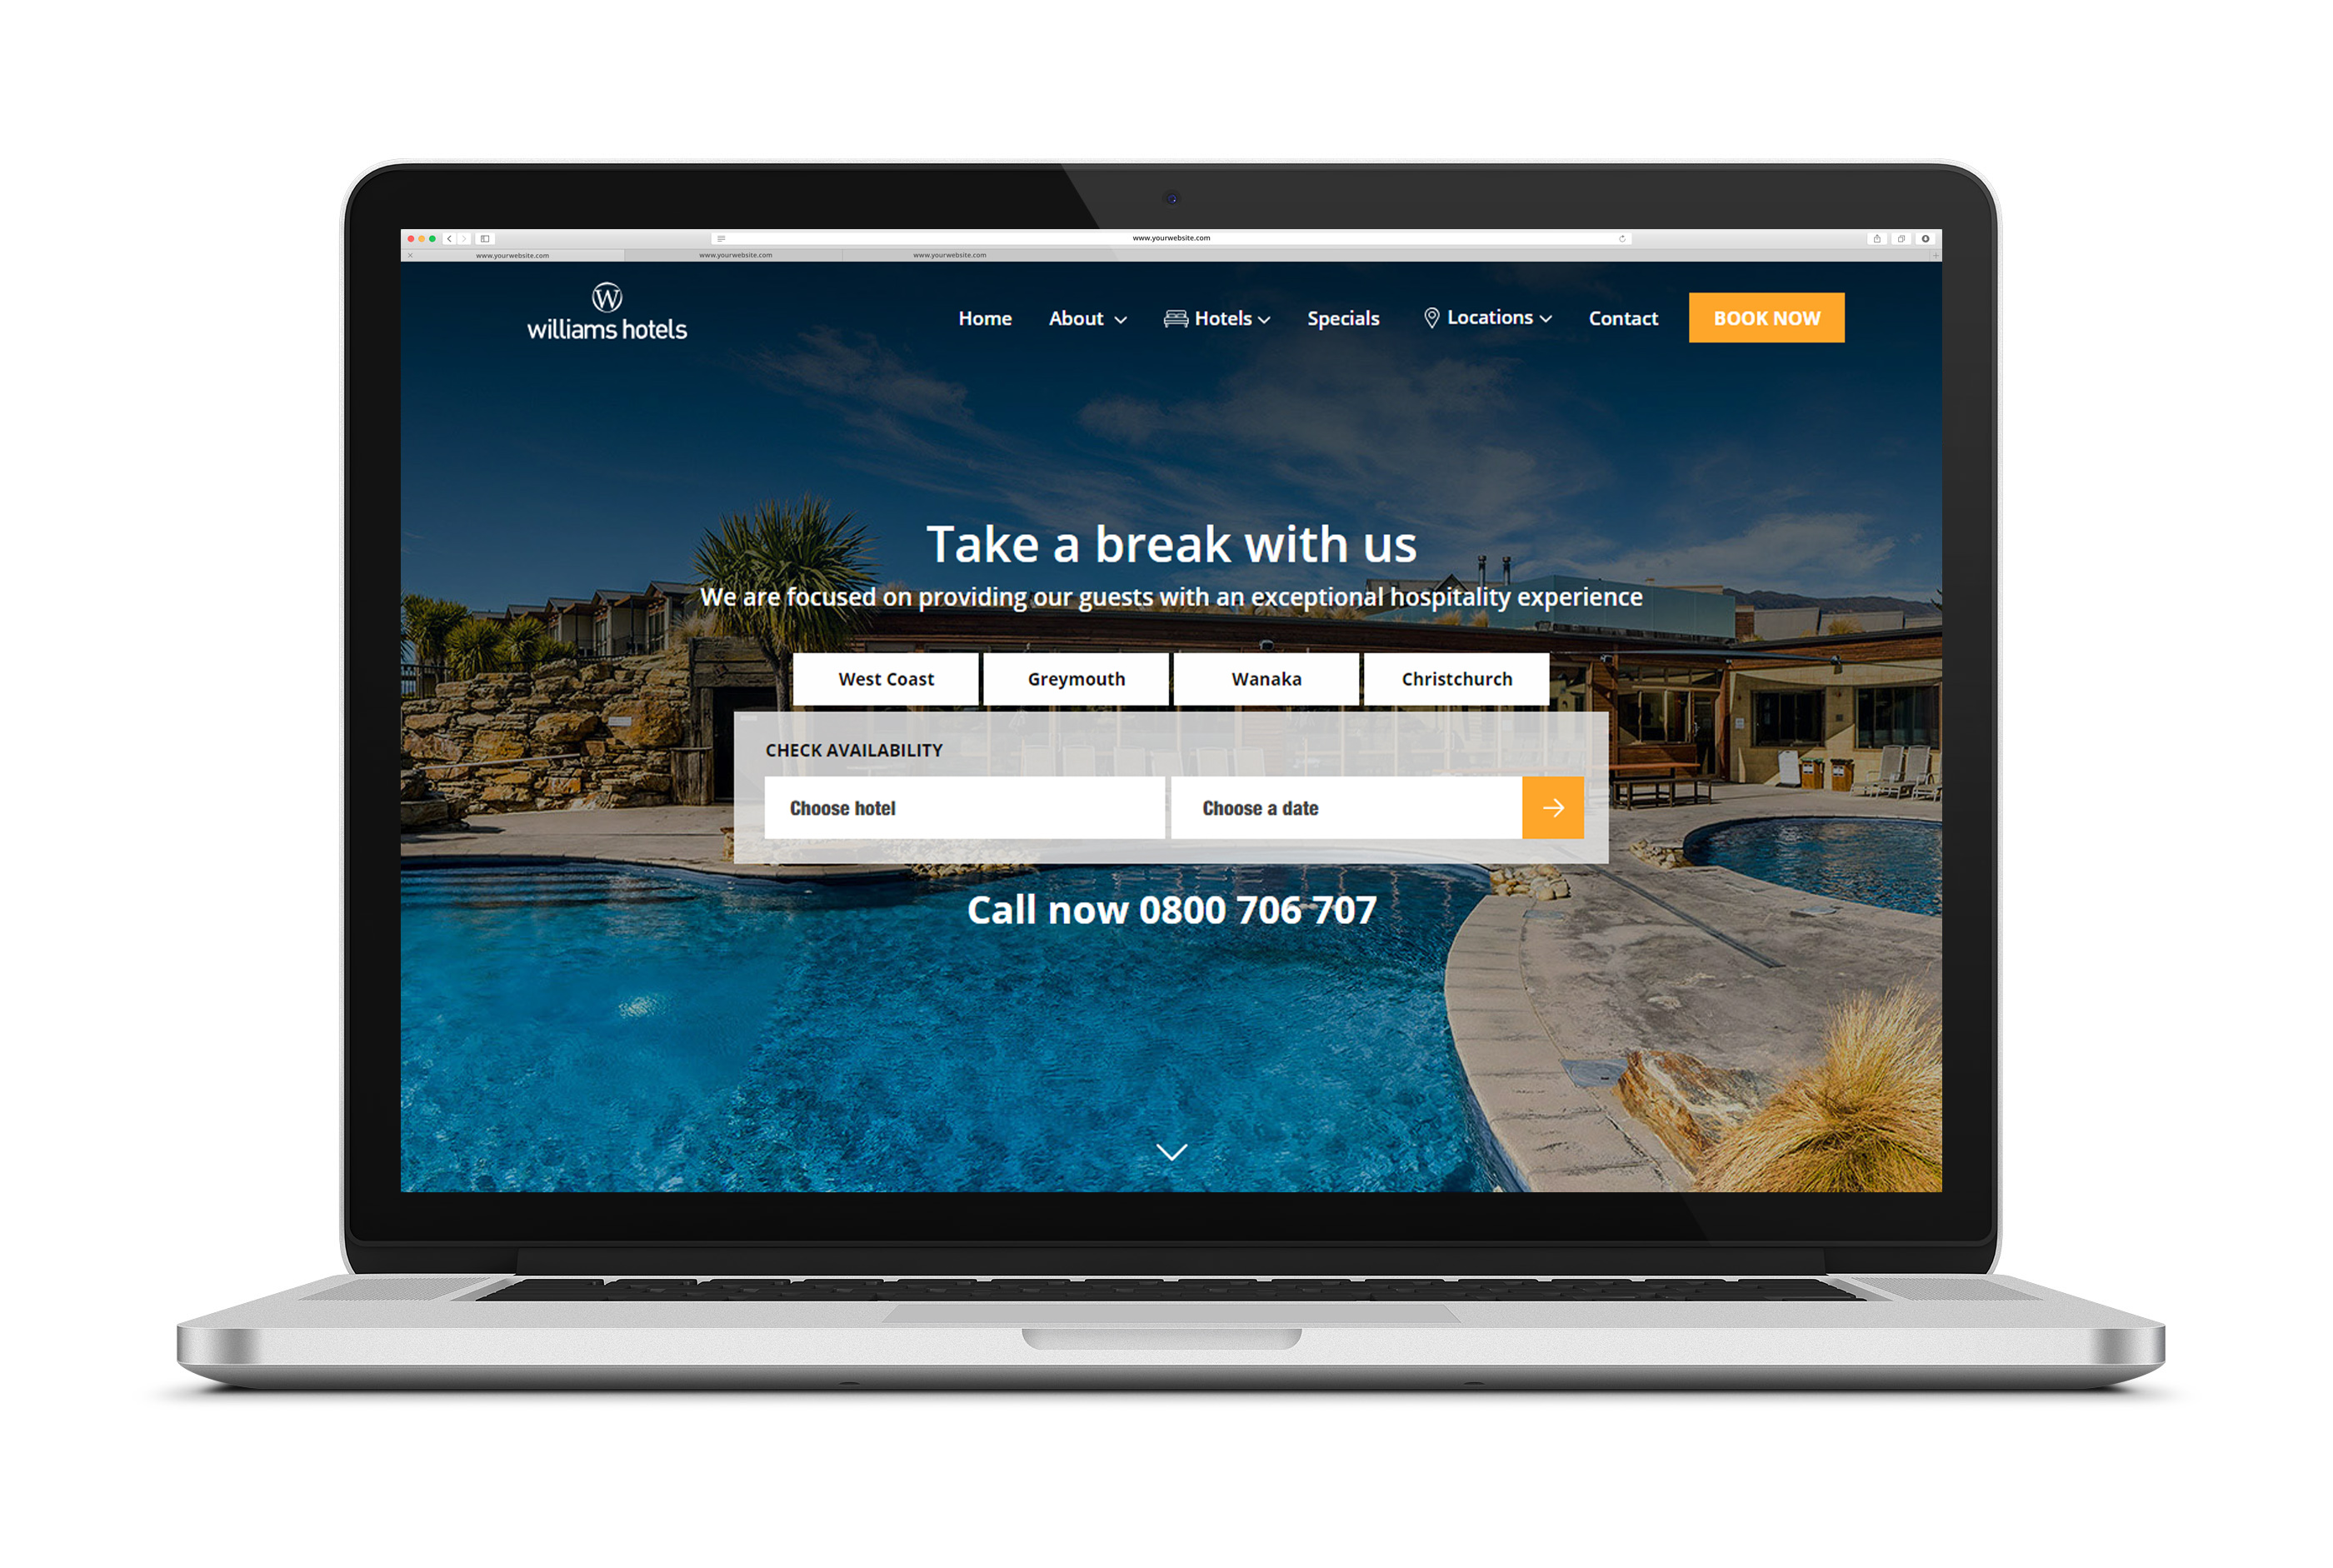 www.yourwebsite.com
www.yourwebsite.com www.yourwebsite.com www.yourwebsite.com
W
williams hotels
Home About Hotels Specials Locations Contact BOOK NOW
Take a break with us
We are focused on providing our guests with an exceptional hospitality experience
West Coast Greymouth Wanaka Christchurch
CHECK AVAILABILITY
Choose hotel Choose a date
Call now 0800 706 707